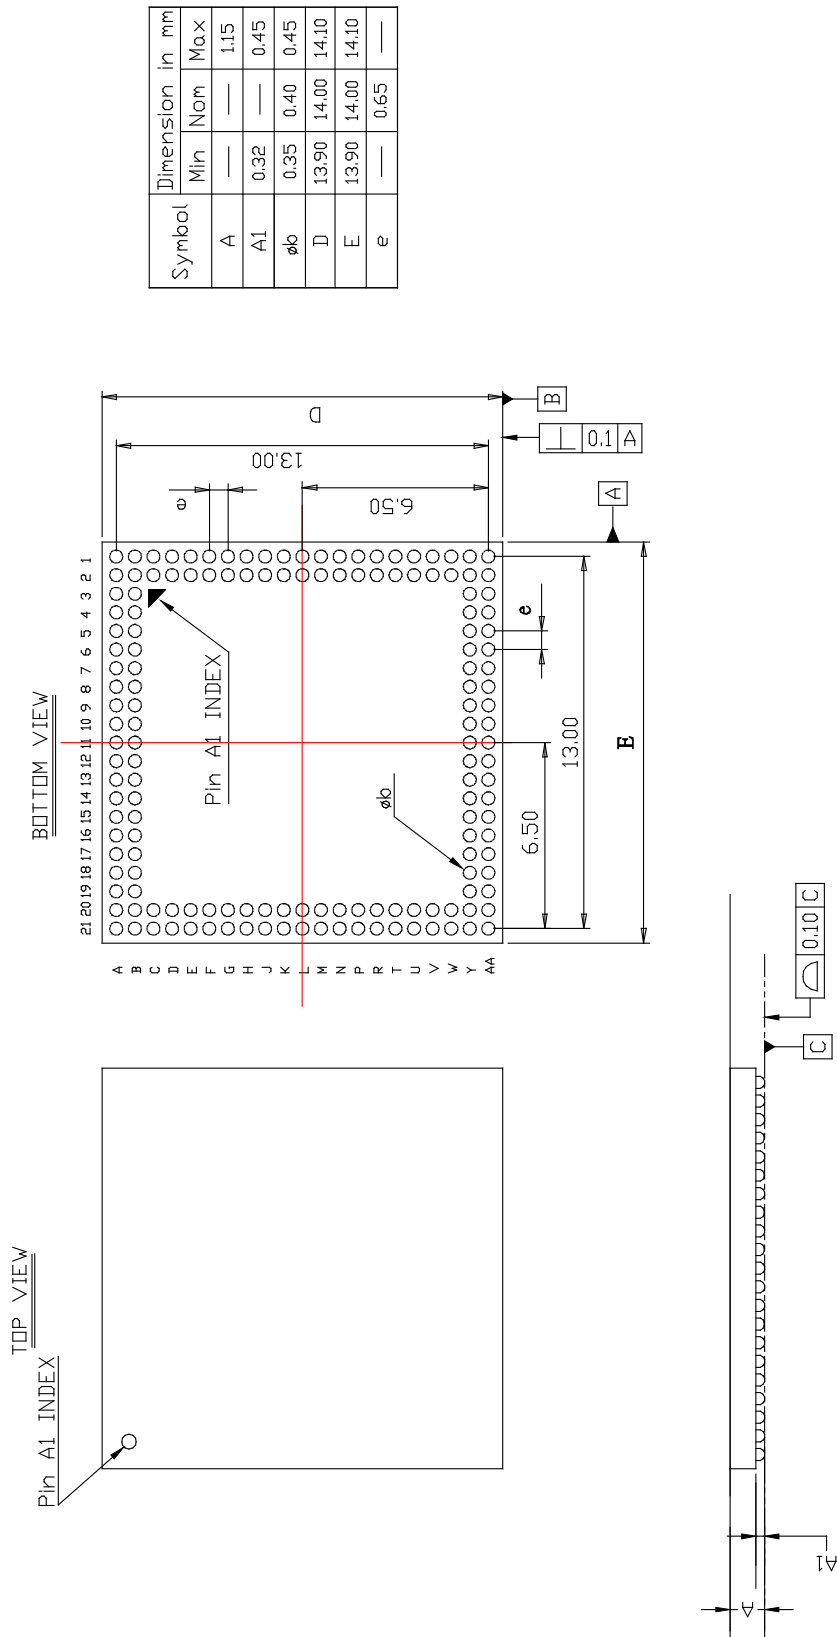 Symbol Dimension in mm
Min Nom Max
A — — 1.15
A1 0.32 — 0.45
øb 0.35 0.40 0.45
D 13.90 14.00 14.10
E 13.90 14.00 14.10
e — 0.65 —
BOTTOM VIEW
21 20 19 18 17 16 15 14 13 12 11 10 9 8 7 6 5 4 3 2 1
A
B
C
D
E
F
G
H
J
K
L
M
N
P
R
T
U
V
W
Y
AA
Pin A1 INDEX
øb
e
D
13.00
6.50
B
⊥ 0.1 A
A
e
6.50
13.00
E
TOP VIEW
Pin A1 INDEX
⌓ 0.10 C
C
A
A1